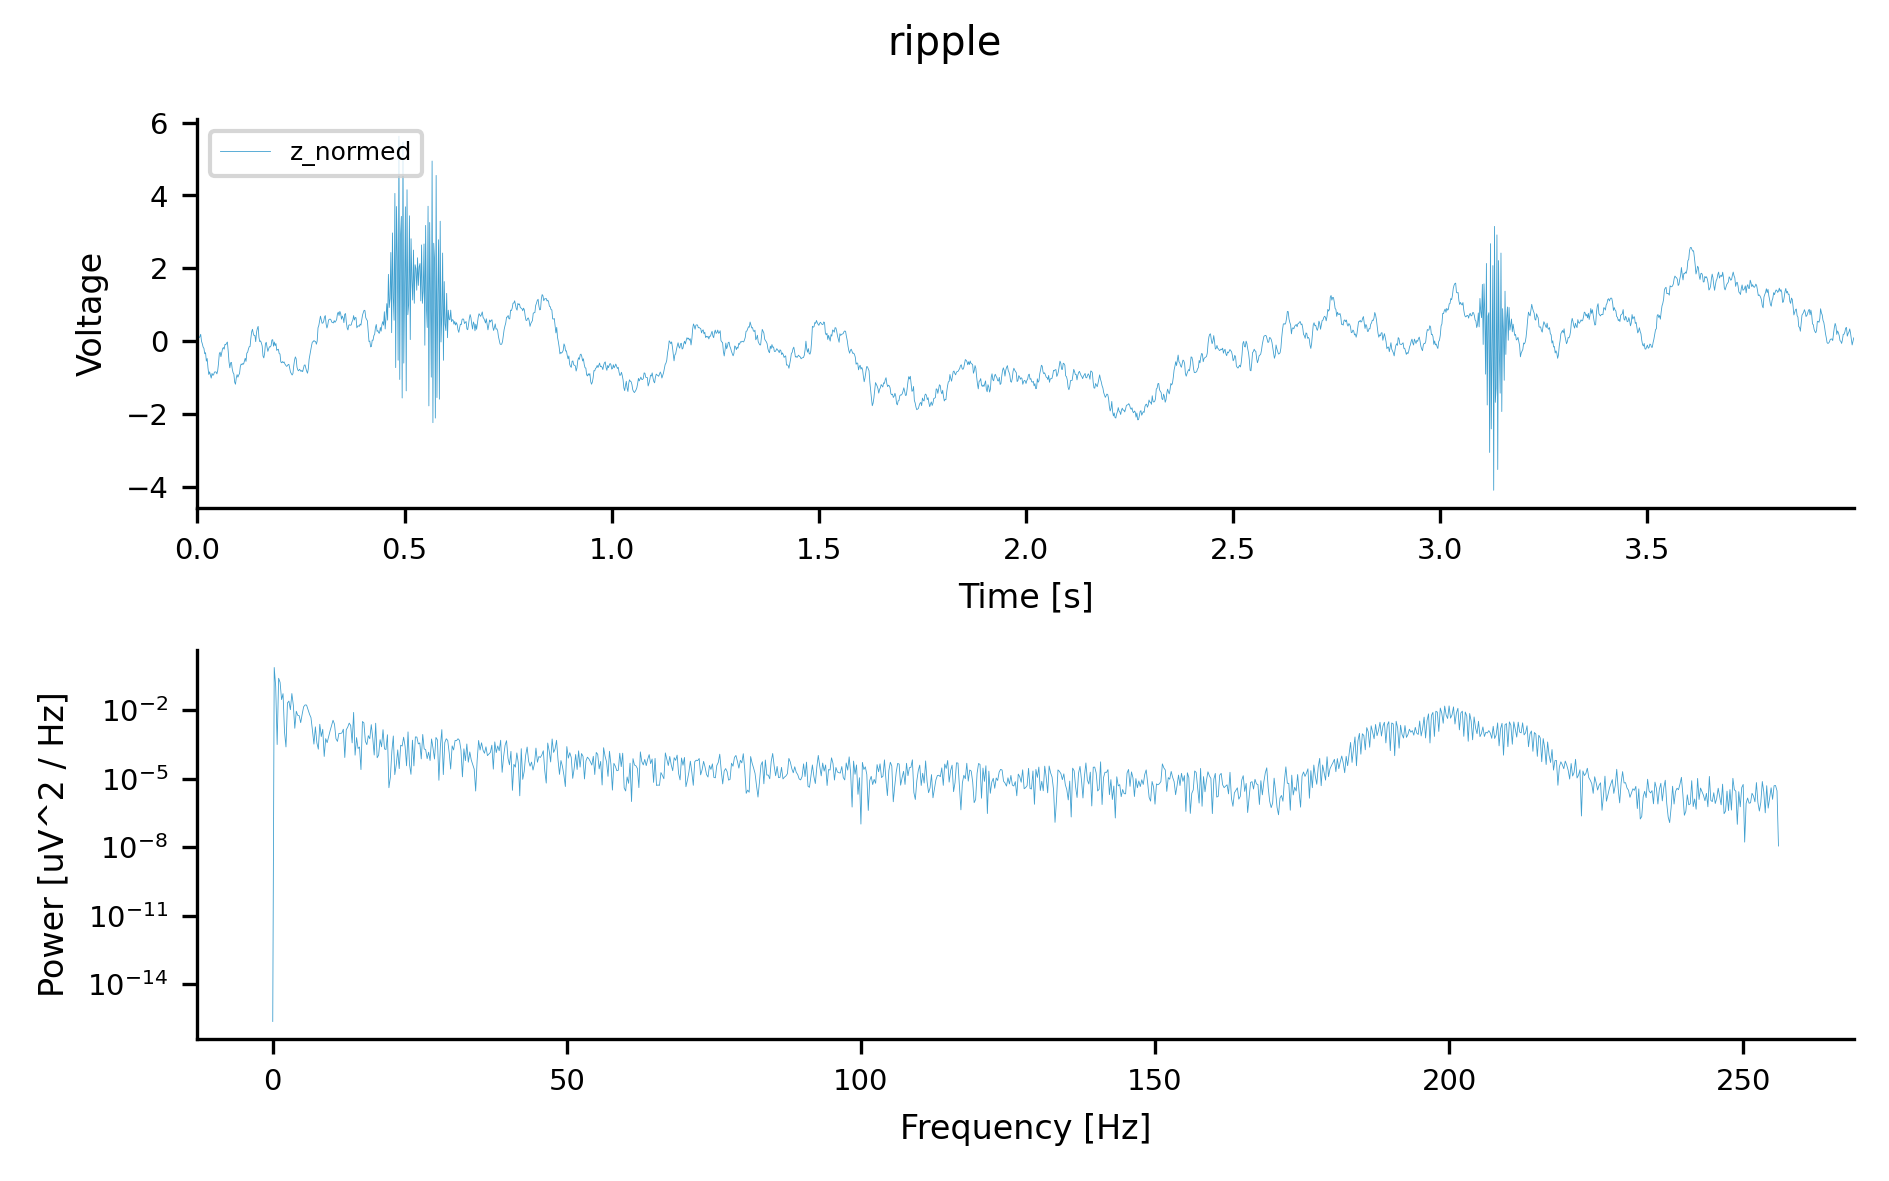 ripple
6
4
2
0
−2
−4
Voltage
z_normed
0.0 0.5 1.0 1.5 2.0 2.5 3.0 3.5
Time [s]
10−2
10−5
10−8
10−11
10−14
Power [uV^2 / Hz]
0 50 100 150 200 250
Frequency [Hz]